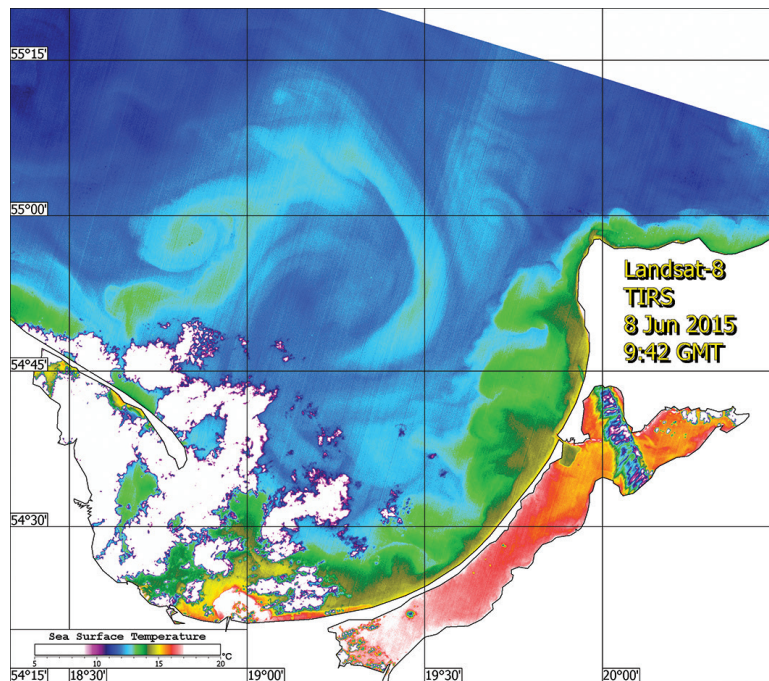 55°15'
55°00'
Landsat-8
TIRS
8 Jun 2015
9:42 GMT
54°45'
54°30'
Sea Surface Temperature
5 10 15 20 °C
54°15' 18°30' 19°00' 19°30' 20°00'